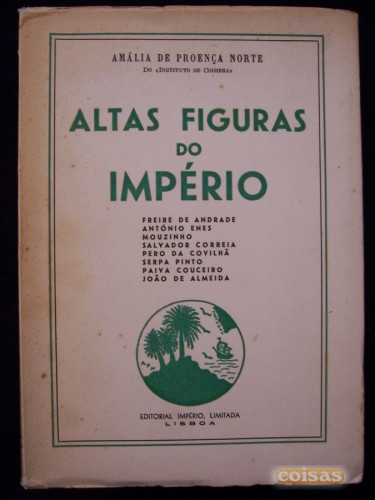 AMÁLIA DE PROENÇA NORTE
DO «INSTITUTO DE COIMBRA»
ALTAS FIGURAS
DO
IMPÉRIO
FREIRE DE ANDRADE
ANTÓNIO ENES
MOUZINHO
SALVADOR CORREIA
PERO DA COVILHÃ
SERPA PINTO
PAIVA COUCEIRO
JOÃO DE ALMEIDA
EDITORIAL IMPÉRIO, LIMITADA
LISBOA
coisas